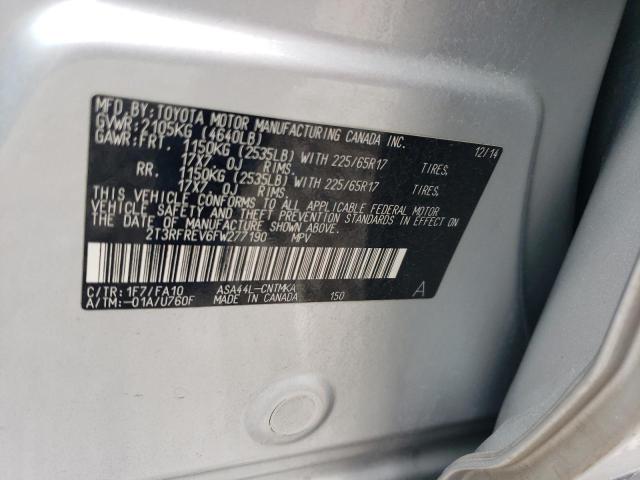 MFD.BY:TOYOTA MOTOR MANUFACTURING CANADA INC.
GVWR:2105KG (4640LB) 12/14
GAWR:FRT. 1150KG (2535LB) WITH 225/65R17 TIRES.
17X7 0J RIMS.
RR. 1150KG (2535LB) WITH 225/65R17 TIRES.
17X7 0J RIMS
THIS VEHICLE CONFORMS TO ALL APPLICABLE FEDERAL MOTOR
VEHICLE SAFETY AND THEFT PREVENTION STANDARDS IN EFFECT ON
THE DATE OF MANUFACTURE SHOWN ABOVE.
2T3RFREV6FW277190 MPV
C/TR:1F7/FA10 ASA44L-CNTMKA 150 A
A/TM:-01A/U760F MADE IN CANADA